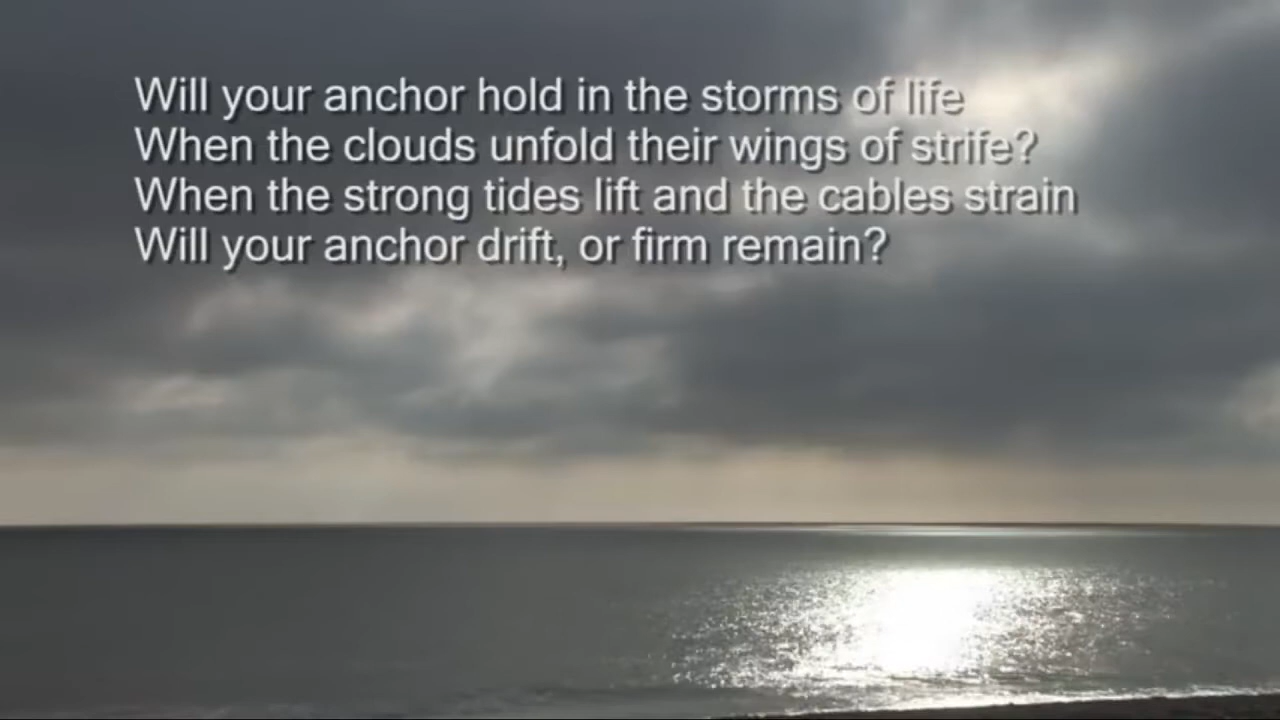 Will your anchor hold in the storms of life
When the clouds unfold their wings of strife?
When the strong tides lift and the cables strain
Will your anchor drift, or firm remain?